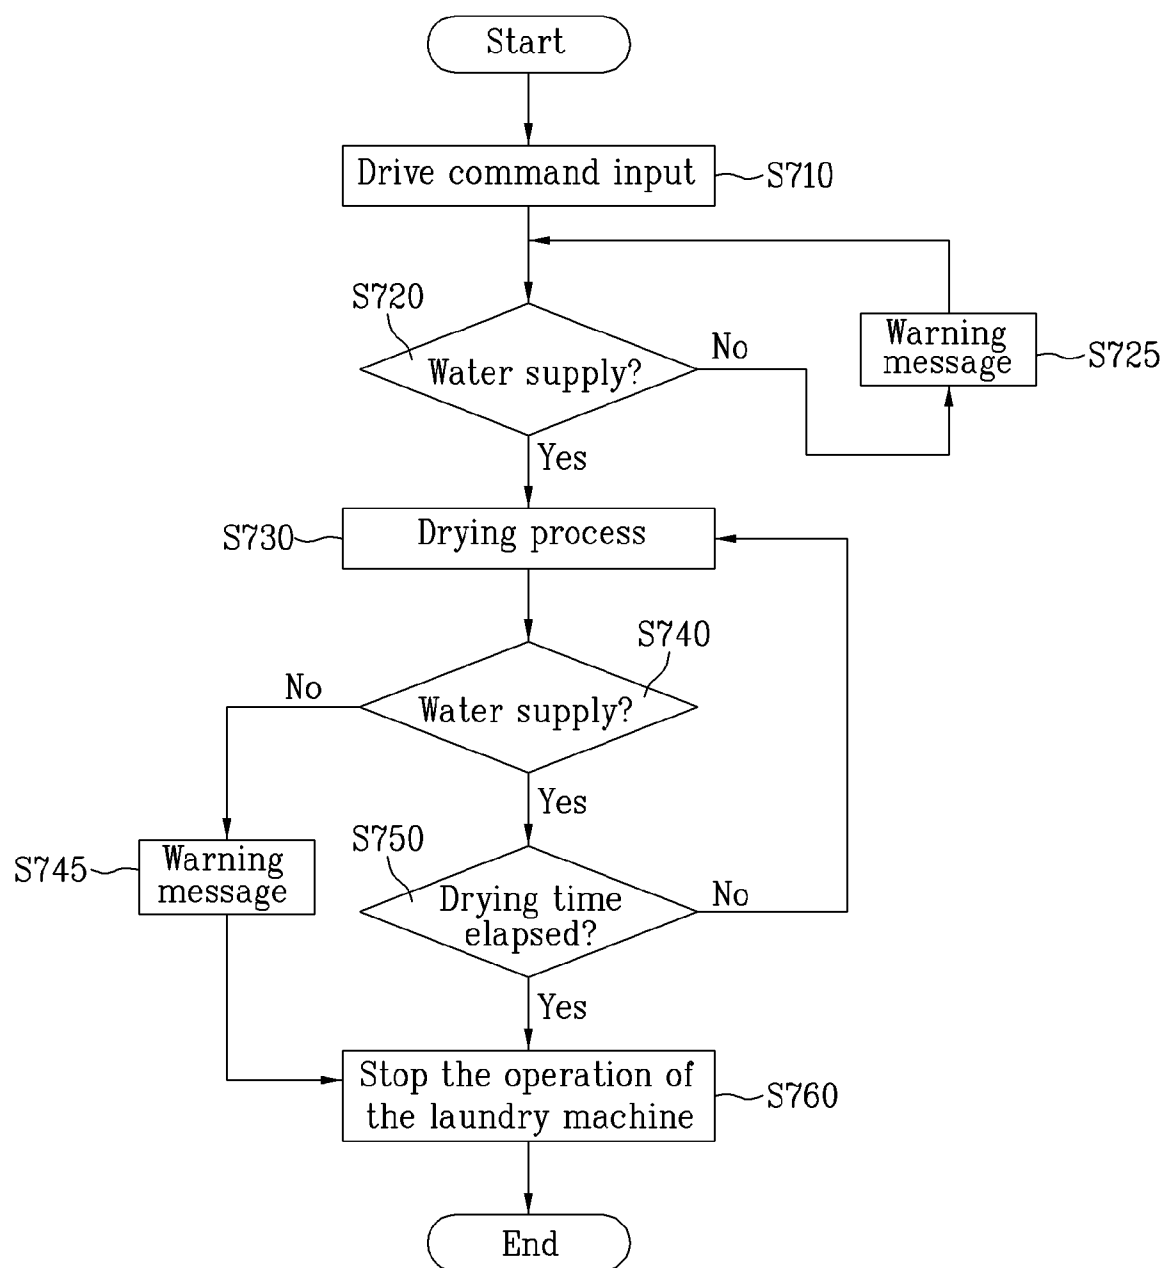 Start
Drive command input
S710
S720
Water supply?
No
Warning
message
S725
Yes
S730
Drying process
S740
No
Water supply?
Yes
S745
Warning
message
S750
Drying time
elapsed?
No
Yes
Stop the operation of
the laundry machine
S760
End